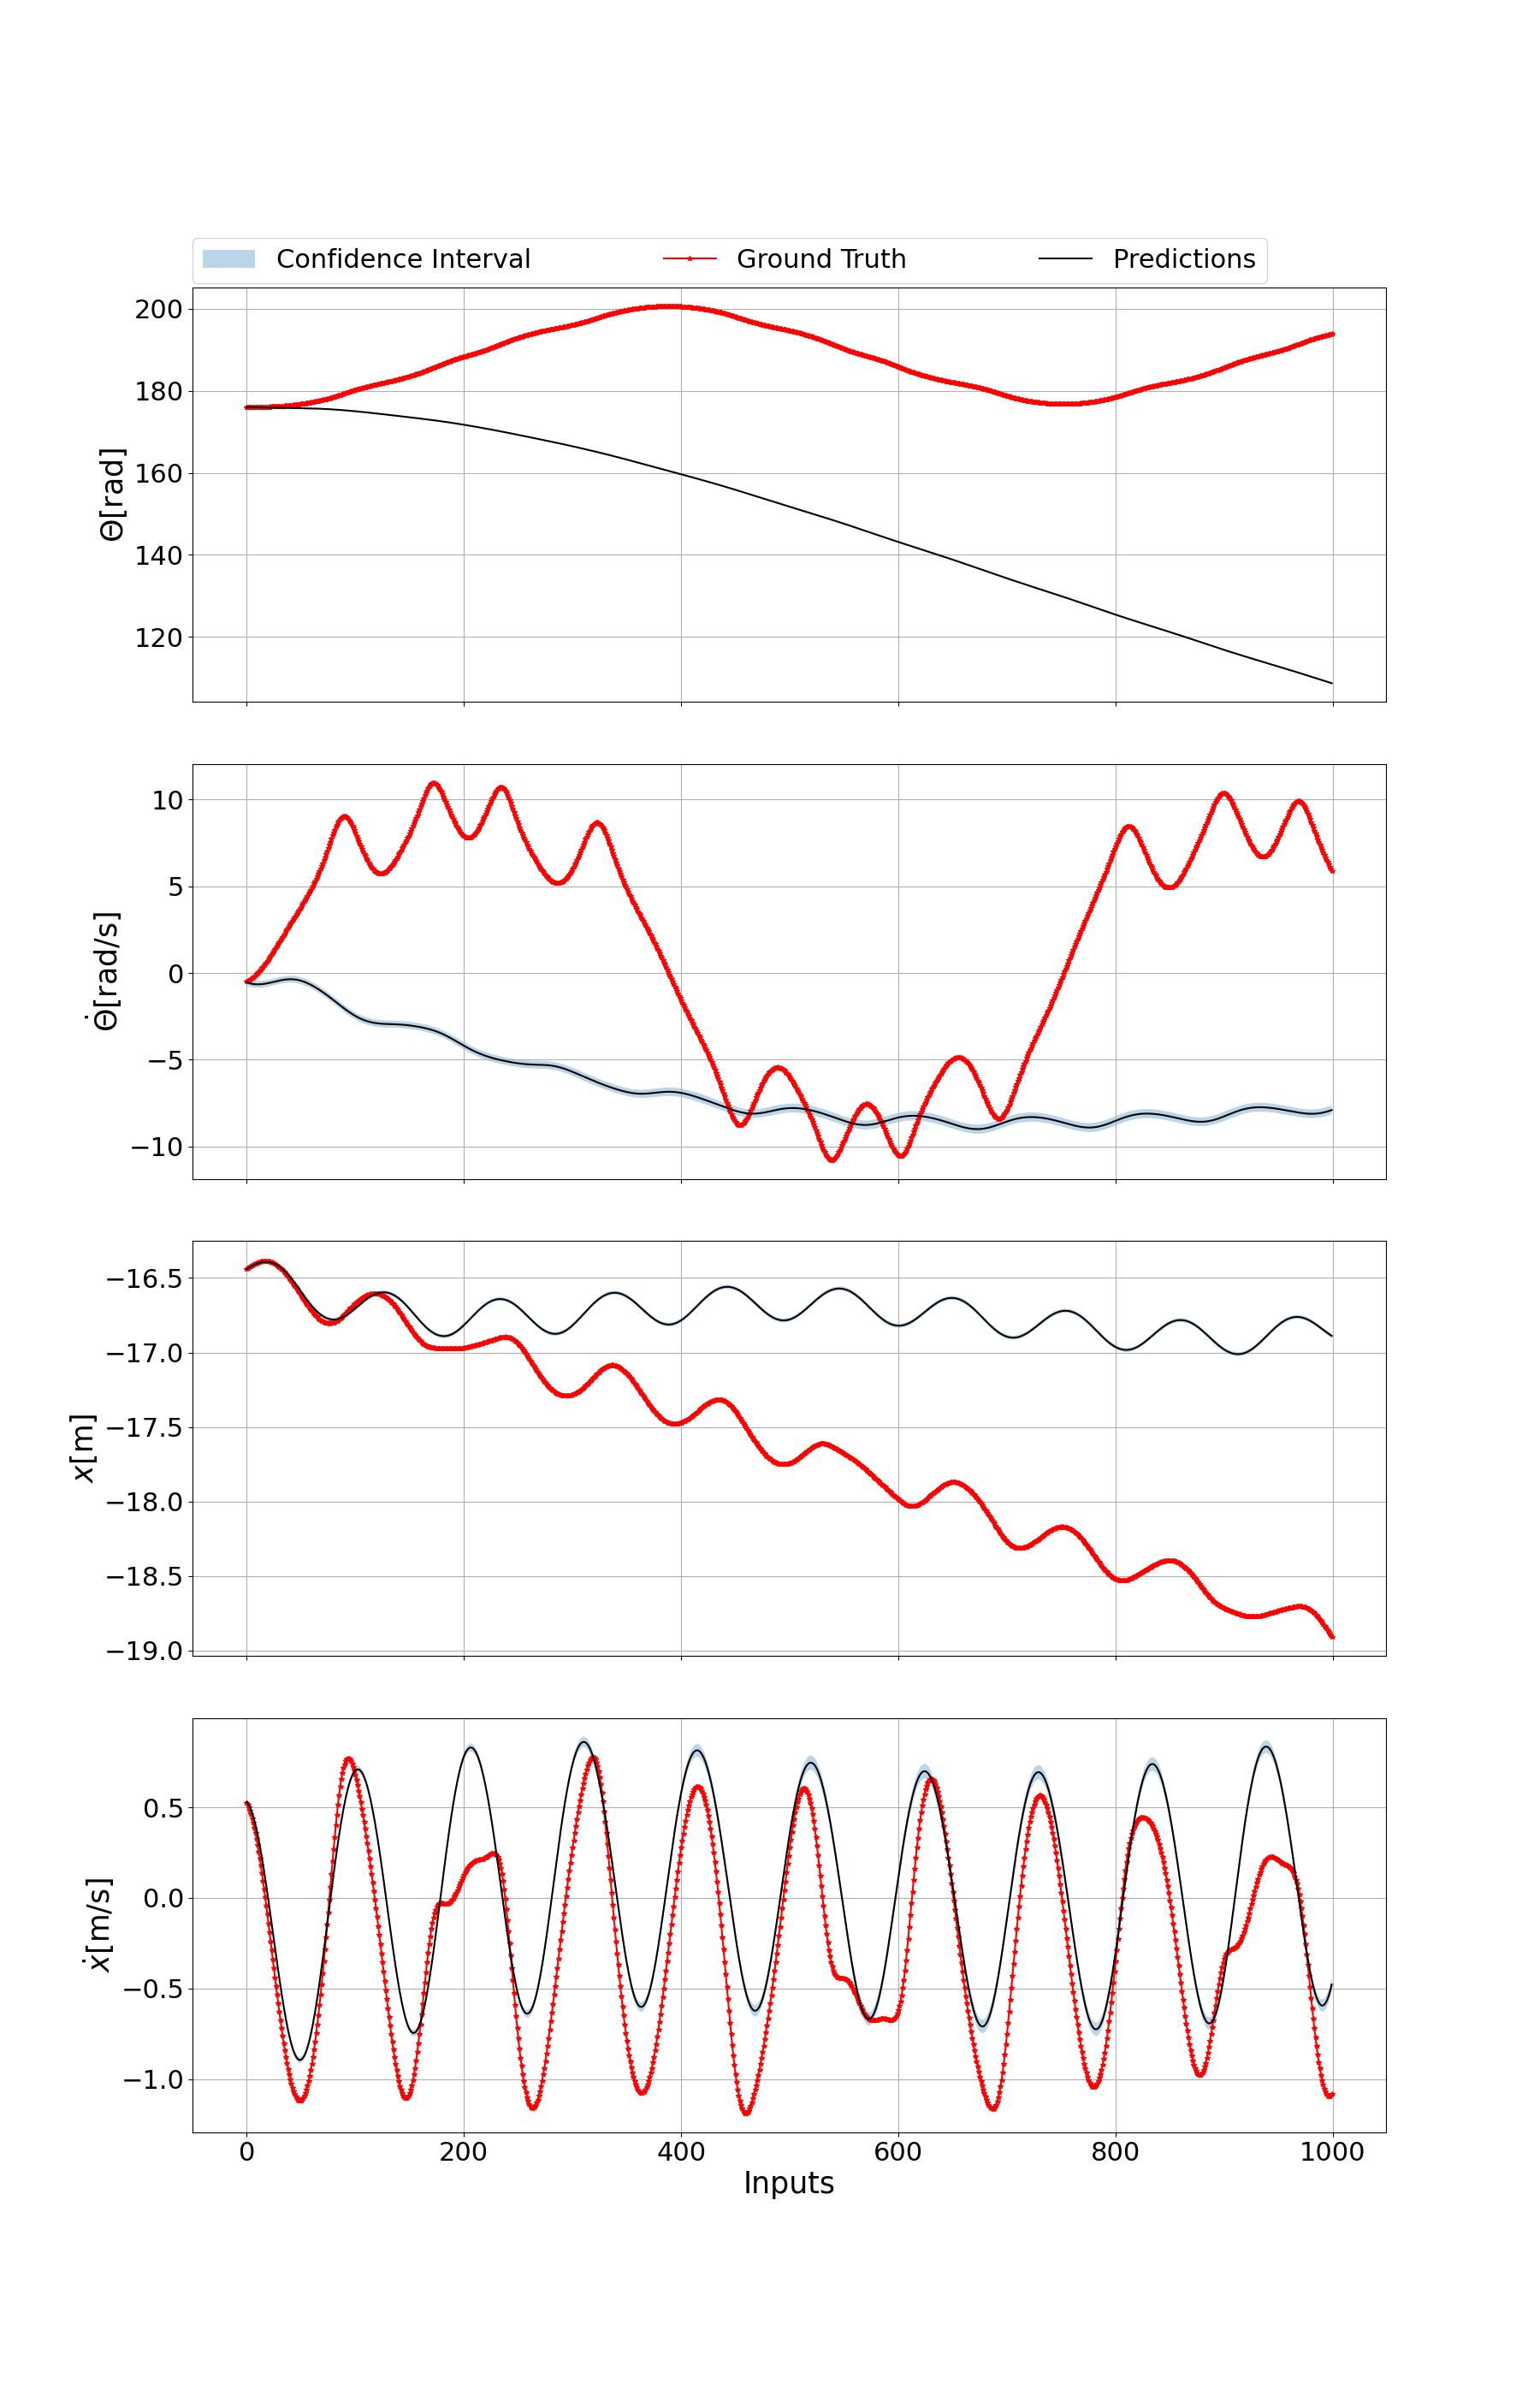 Confidence Interval Ground Truth Predictions
200
180
160
140
120
Θ[rad]
10
5
0
−5
−10
Θ̇[rad/s]
−16.5
−17.0
−17.5
−18.0
−18.5
−19.0
x[m]
0.5
0.0
−0.5
−1.0
ẋ[m/s]
0 200 400 600 800 1000
Inputs